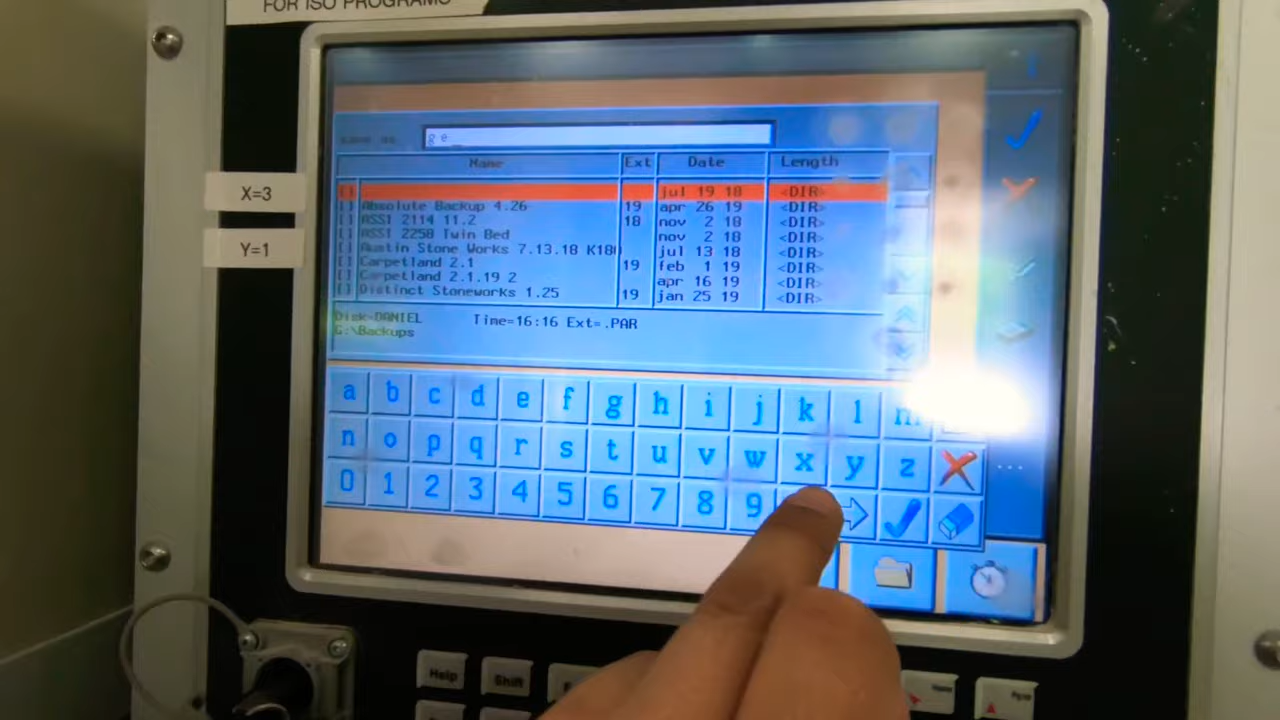 FOR ISO PROGRAMS
X=3
Y=1
save as
ge_
Name Ext Date Length
[ ] jul 19 18 <DIR>
[ ] Absolute Backup 4.26 19 apr 26 19 <DIR>
[ ] ASSI 2114 11.2 18 nov 2 18 <DIR>
[ ] ASSI 2258 Twin Bed nov 2 18 <DIR>
[ ] Austin Stone Works 7.13.18 K180 jul 13 18 <DIR>
[ ] Carpetland 2.1 19 feb 1 19 <DIR>
[ ] Carpetland 2.1.19 2 apr 16 19 <DIR>
[ ] Distinct Stoneworks 1.25 19 jan 25 19 <DIR>
Disk=DANIEL Time=16:16 Ext=.PAR
G:\Backups
a b c d e f g h i j k l m
n o p q r s t u v w x y z
0 1 2 3 4 5 6 7 8 9
Help Shift